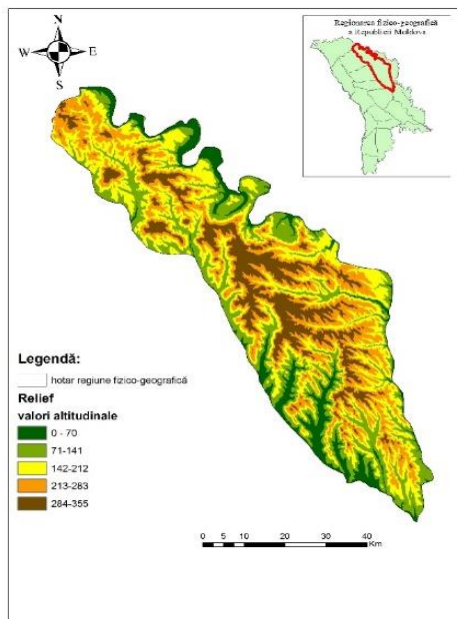 N
W E
S
Regionarea fizico-geografică
a Republicii Moldova
Legendă:
hotar regiune fizico-geografică
Relief
valori altitudinale
0 - 70
71-141
142-212
213-283
284-355
0 5 10 20 30 40
Km